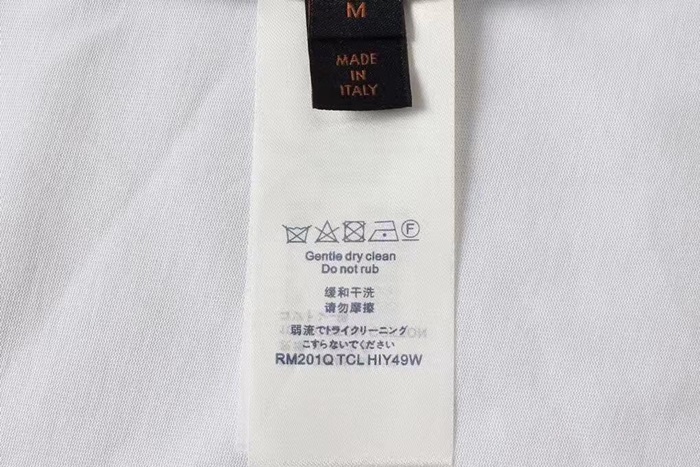 M
MADE
IN
ITALY
F
Gentle dry clean
Do not rub
缓和干洗
请勿摩擦
弱流でトライクリーニング
こすらないでください
RM201Q TCL HIY49W